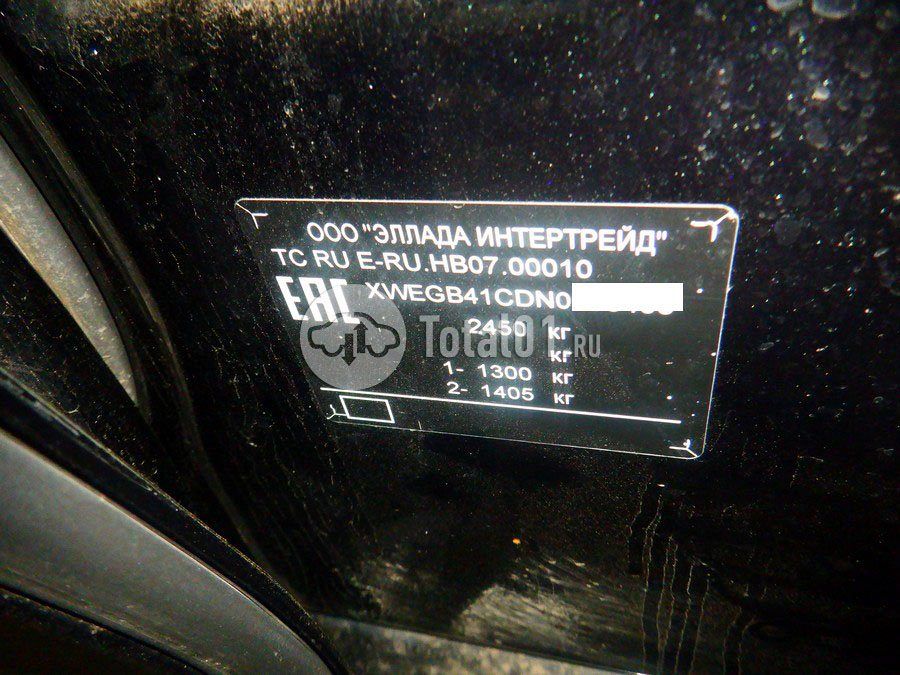 ООО "ЭЛЛАДА ИНТЕРТРЕЙД"
ТС RU E-RU.HB07.00010
EAC XWEGB41CDN0
2450 кг
Total01.RU
кг
1- 1300 кг
2- 1405 кг